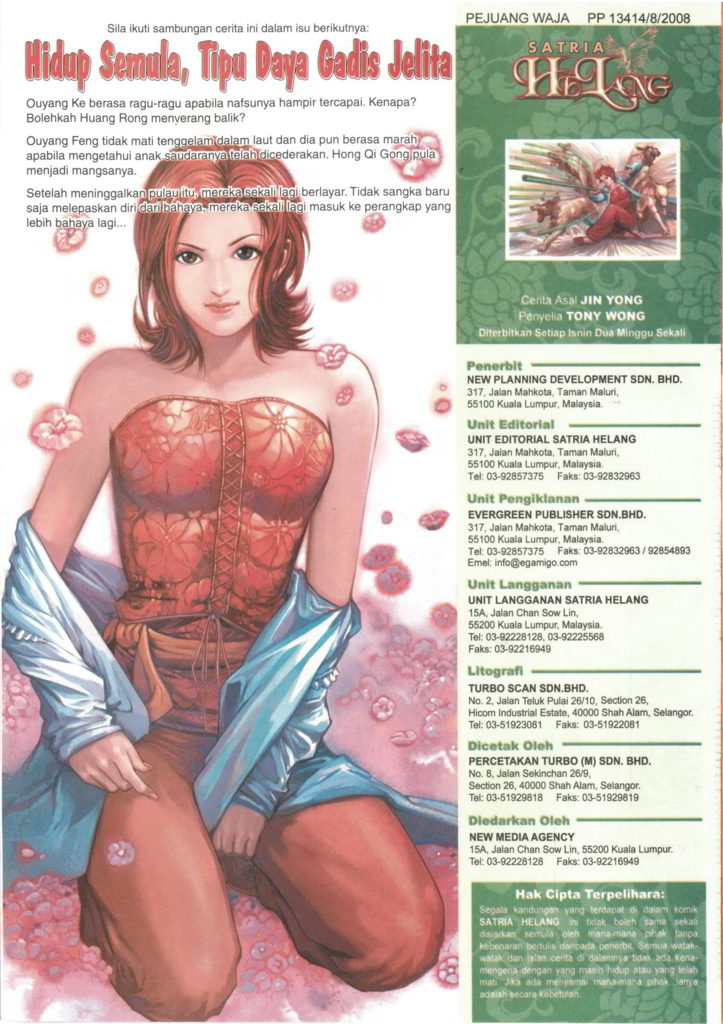 Sila ikuti sambungan cerita ini dalam isu berikutnya:
Hidup Semula, Tipu Daya Gadis Jelita
Ouyang Ke berasa ragu-ragu apabila nafsunya hampir tercapai. Kenapa?
Bolehkah Huang Rong menyerang balik?
Ouyang Feng tidak mati tenggelam dalam laut dan dia pun berasa marah
apabila mengetahui anak saudaranya telah dicederakan. Hong Qi Gong pula
menjadi mangsanya.
Setelah meninggalkan pulau itu, mereka sekali lagi berlayar. Tidak sangka baru
saja melepaskan diri dari bahaya, mereka sekali lagi masuk ke perangkap yang
lebih bahaya lagi...
PEJUANG WAJA PP 13414/8/2008
SATRIA
HELANG
Cerita Asal JIN YONG
Penyelia TONY WONG
Diterbitkan Setiap Isnin Dua Minggu Sekali
Penerbit
NEW PLANNING DEVELOPMENT SDN. BHD.
317, Jalan Mahkota, Taman Maluri,
55100 Kuala Lumpur, Malaysia.
Unit Editorial
UNIT EDITORIAL SATRIA HELANG
317, Jalan Mahkota, Taman Maluri,
55100 Kuala Lumpur, Malaysia.
Tel: 03-92857375 Faks: 03-92832963
Unit Pengiklanan
EVERGREEN PUBLISHER SDN.BHD.
317, Jalan Mahkota, Taman Maluri,
55100 Kuala Lumpur, Malaysia.
Tel: 03-92857375 Faks: 03-92832963 / 92854893
Emel: info@egamigo.com
Unit Langganan
UNIT LANGGANAN SATRIA HELANG
15A, Jalan Chan Sow Lin,
55200 Kuala Lumpur, Malaysia.
Tel: 03-92228128, 03-92225568
Faks: 03-92216949
Litografi
TURBO SCAN SDN.BHD.
No. 2, Jalan Teluk Pulai 26/10, Section 26,
Hicom Industrial Estate, 40000 Shah Alam, Selangor.
Tel: 03-51923081 Faks: 03-51922081
Dicetak Oleh
PERCETAKAN TURBO (M) SDN. BHD.
No. 8, Jalan Sekinchan 26/9,
Section 26, 40000 Shah Alam, Selangor.
Tel: 03-51929818 Faks: 03-51929819
Diedarkan Oleh
NEW MEDIA AGENCY
15A, Jalan Chan Sow Lin, 55200 Kuala Lumpur.
Tel: 03-92228128 Faks: 03-92216949
Hak Cipta Terpelihara:
Segala kandungan yang terdapat di dalam komik
SATRIA HELANG ini tidak boleh sama sekali
disiarkan semula oleh mana-mana pihak tanpa
kebenaran bertulis daripada penerbit. Semua watak-
watak dan jalan cerita di dalamnya tidak ada kena-
mengena dengan yang masih hidup atau yang telah
mati. Jika ada menyamai mana-mana pihak, ianya
adalah secara kebetulan.